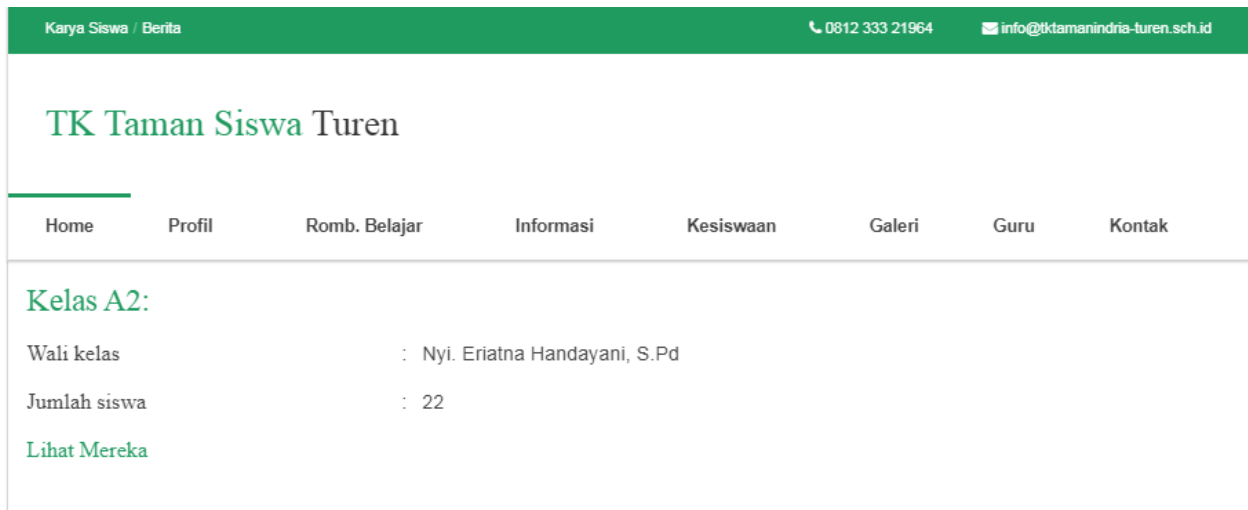 Karya Siswa / Berita 0812 333 21964 info@tktamanindria-turen.sch.id
TK Taman Siswa Turen
Home Profil Romb. Belajar Informasi Kesiswaan Galeri Guru Kontak
Kelas A2:
Wali kelas : Nyi. Eriatna Handayani, S.Pd
Jumlah siswa : 22
Lihat Mereka